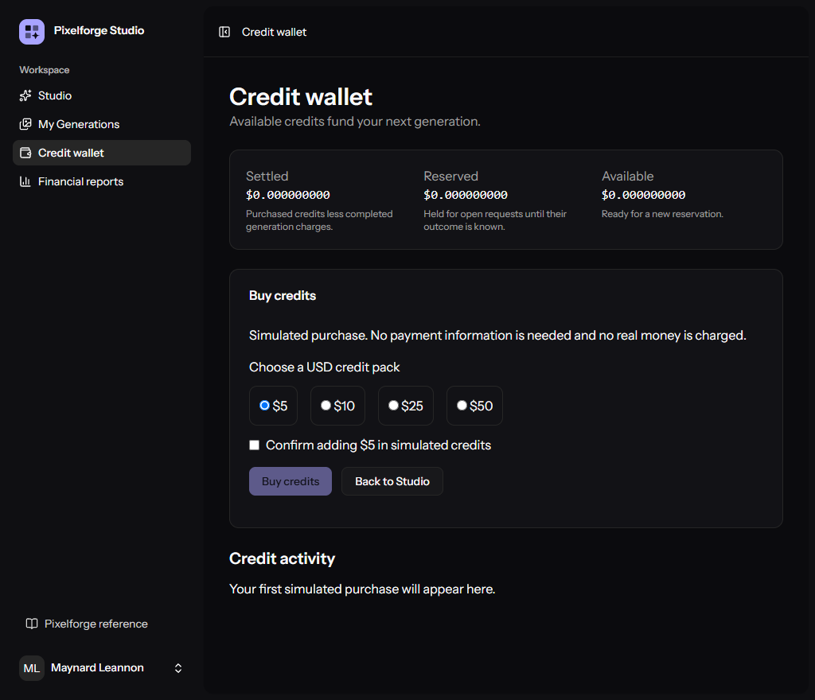 Pixelforge Studio
Workspace
Studio
My Generations
Credit wallet
Financial reports
Pixelforge reference
ML Maynard Leannon
Credit wallet
Credit wallet
Available credits fund your next generation.
Settled
$0.000000000
Purchased credits less completed
generation charges.
Reserved
$0.000000000
Held for open requests until their
outcome is known.
Available
$0.000000000
Ready for a new reservation.
Buy credits
Simulated purchase. No payment information is needed and no real money is charged.
Choose a USD credit pack
$5 $10 $25 $50
Confirm adding $5 in simulated credits
Buy credits Back to Studio
Credit activity
Your first simulated purchase will appear here.